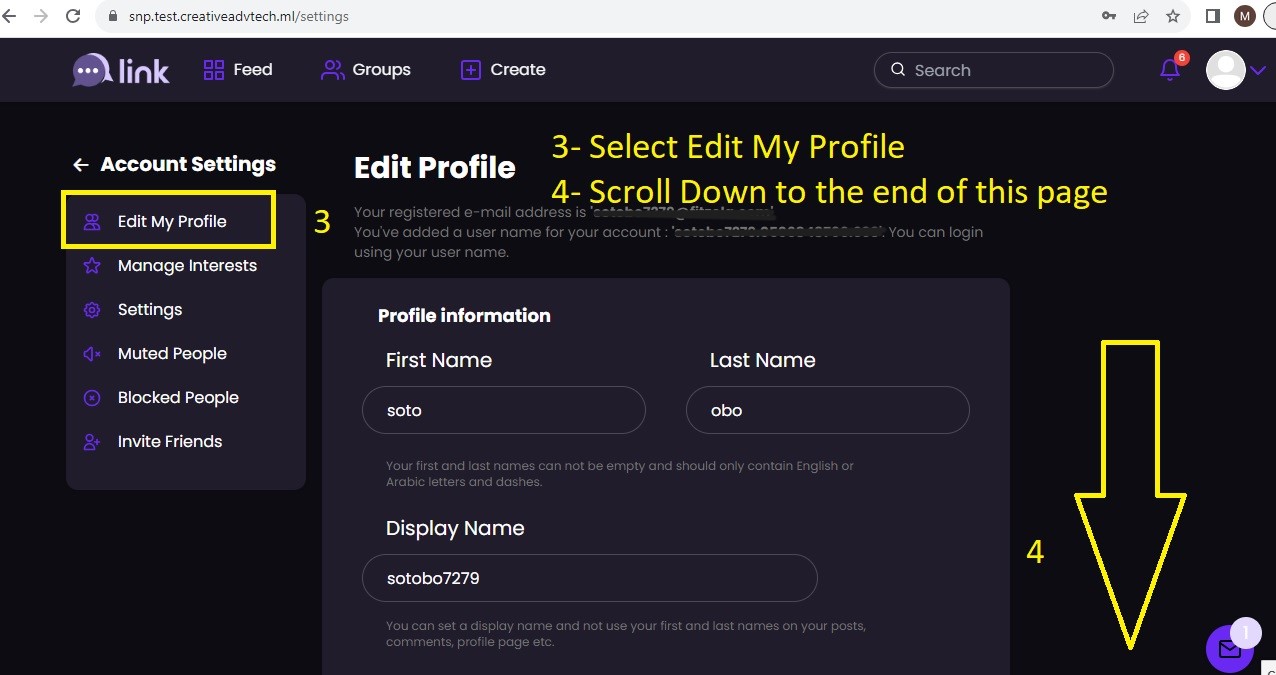 snp.test.creativeadvtech.ml/settings
M
link
Feed
Groups
Create
Search
6
3- Select Edit My Profile
4- Scroll Down to the end of this page
Account Settings
Edit My Profile
Manage Interests
Settings
Muted People
Blocked People
Invite Friends
3
Edit Profile
Your registered e-mail address is '
You've added a user name for your account : ' You can login
using your user name.
Profile information
First Name
Last Name
soto
obo
Your first and last names can not be empty and should only contain English or
Arabic letters and dashes.
Display Name
sotobo7279
You can set a display name and not use your first and last names on your posts,
comments, profile page etc.
4
1